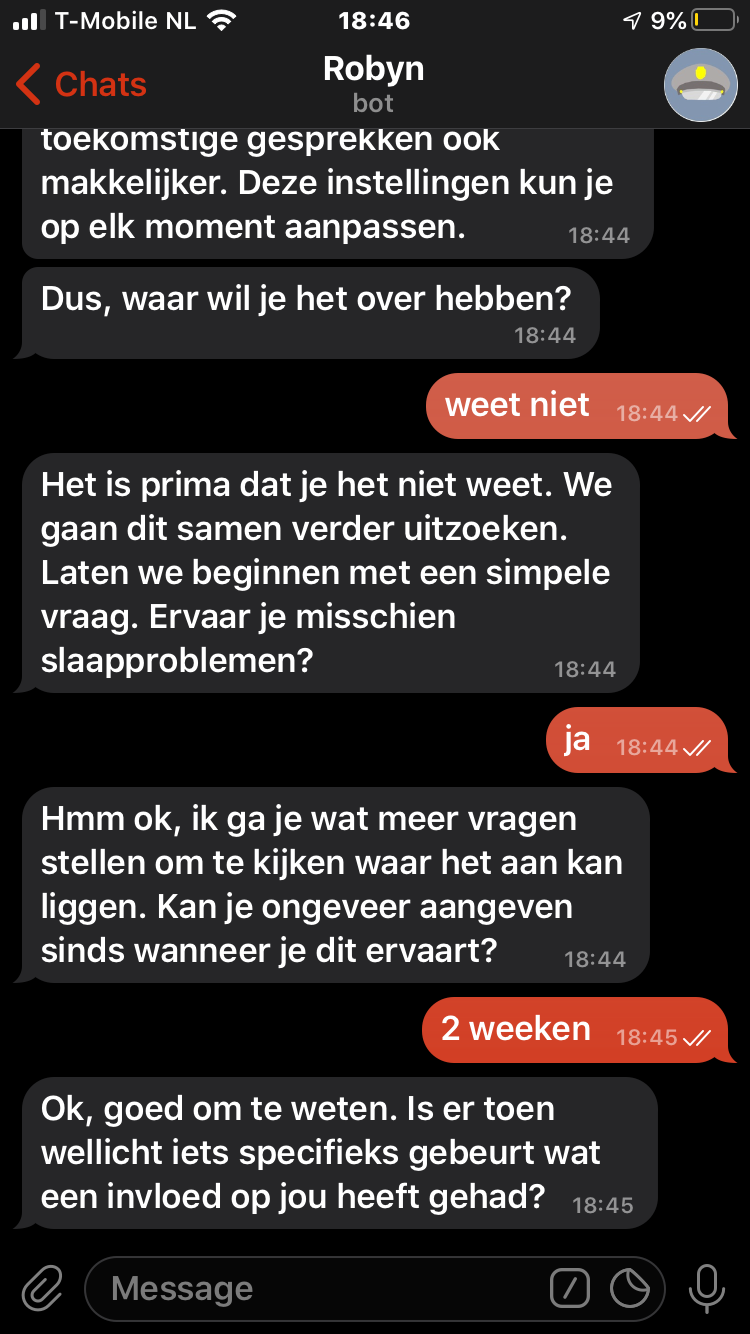 T-Mobile NL 18:46 9%
Chats Robyn
bot
toekomstige gesprekken ook
makkelijker. Deze instellingen kun je
op elk moment aanpassen. 18:44
Dus, waar wil je het over hebben?
18:44
weet niet 18:44
Het is prima dat je het niet weet. We
gaan dit samen verder uitzoeken.
Laten we beginnen met een simpele
vraag. Ervaar je misschien
slaapproblemen? 18:44
ja 18:44
Hmm ok, ik ga je wat meer vragen
stellen om te kijken waar het aan kan
liggen. Kan je ongeveer aangeven
sinds wanneer je dit ervaart? 18:44
2 weeken 18:45
Ok, goed om te weten. Is er toen
wellicht iets specifieks gebeurt wat
een invloed op jou heeft gehad? 18:45
Message